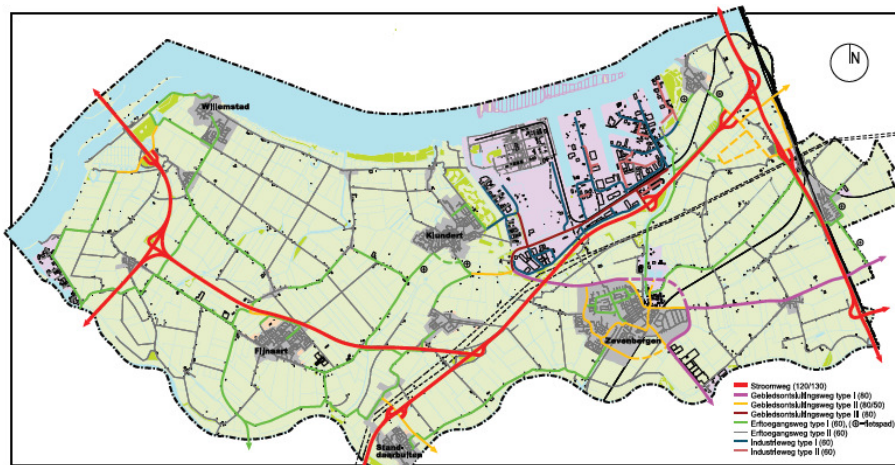 N
Willemstad
Klundert
Zevenbergen
Fijnaart
Stand-
daarbuiten
Stroomweg (120/130)
Gebiedsontsluitingsweg type I (80)
Gebiedsontsluitingsweg type II (80/50)
Gebiedsontsluitingsweg type III (80)
Erftoegangsweg type I (60), (=fietspad)
Erftoegangsweg type II (60)
Industrieweg type I (60)
Industrieweg type II (60)